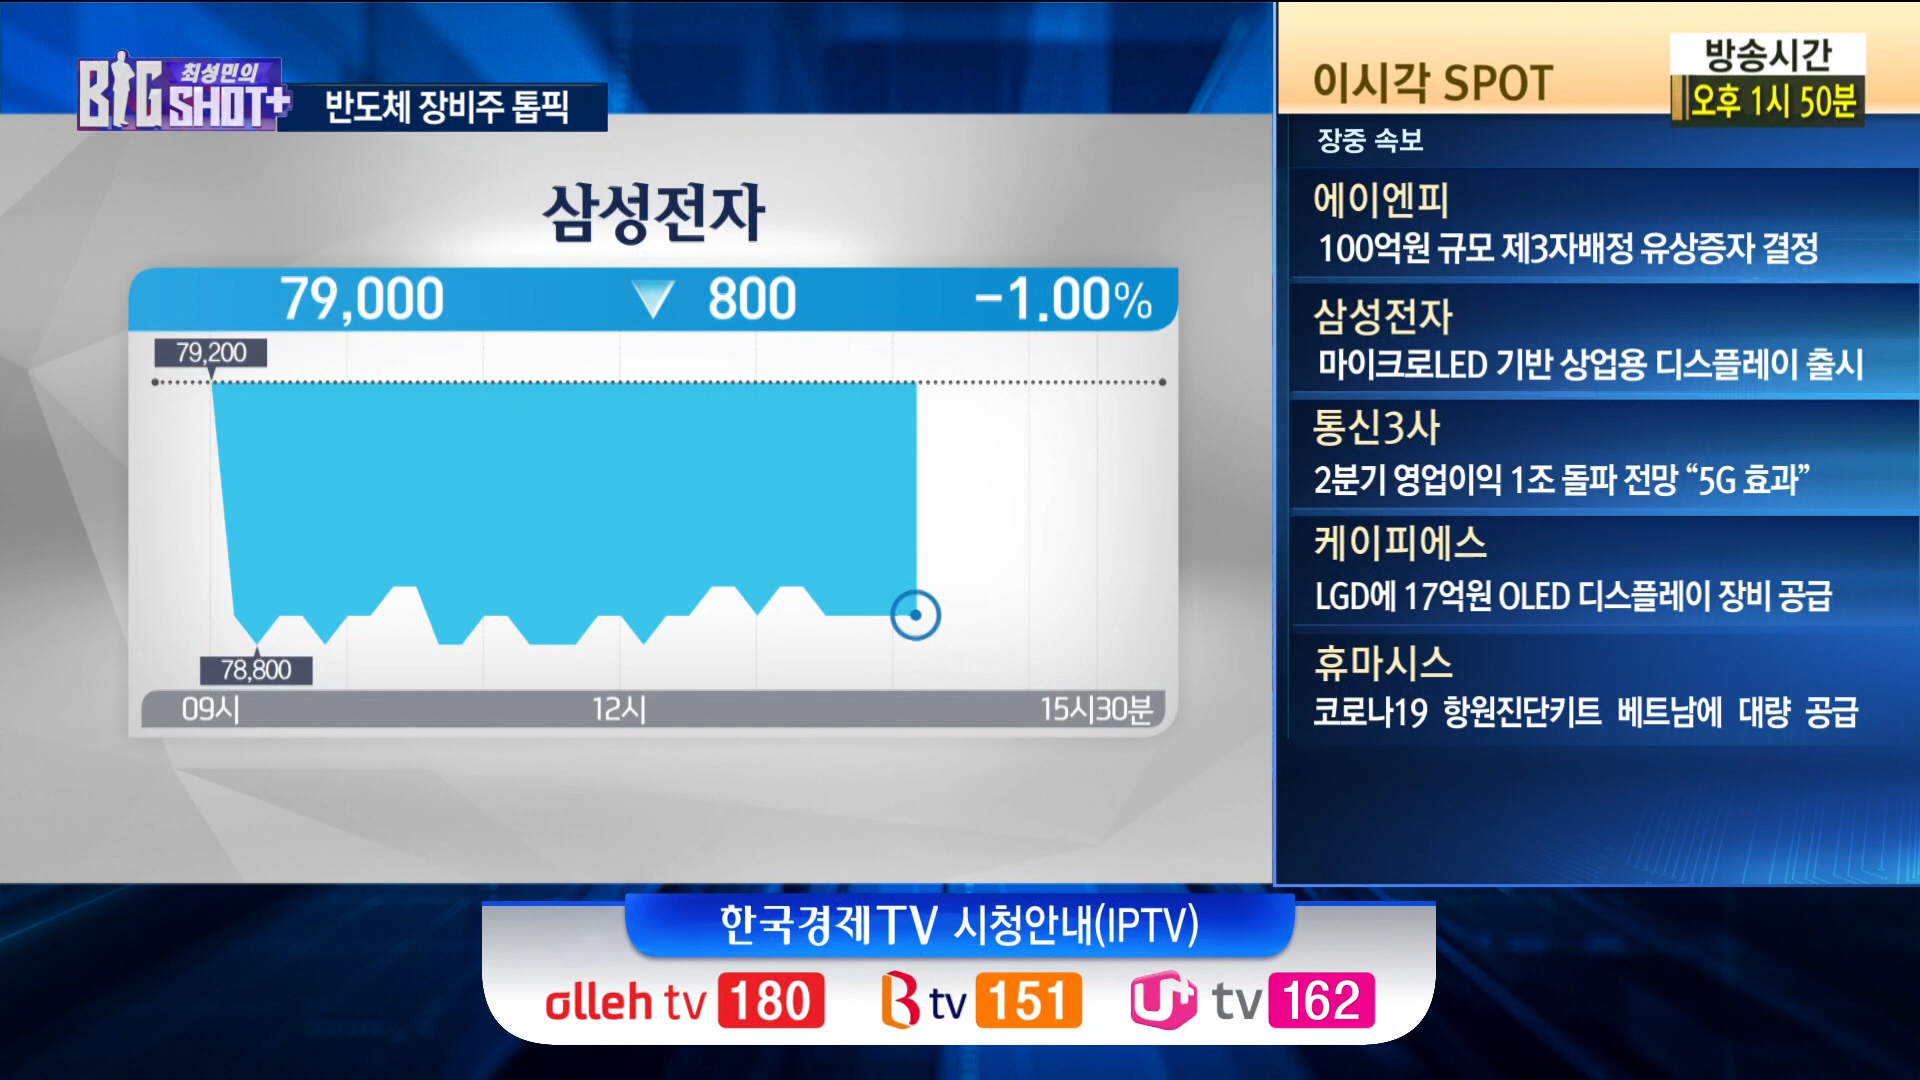 BIG
최성민의
SHOT+
반도체 장비주 톱픽
삼성전자
79,000 ▼ 800 -1.00%
79,200
78,800
09시 12시 15시30분
이시각 SPOT
방송시간
오후 1시 50분
장중 속보
에이엔피
100억원 규모 제3자배정 유상증자 결정
삼성전자
마이크로LED 기반 상업용 디스플레이 출시
통신3사
2분기 영업이익 1조 돌파 전망 “5G 효과”
케이피에스
LGD에 17억원 OLED 디스플레이 장비 공급
휴마시스
코로나19 항원진단키트 베트남에 대량 공급
한국경제TV 시청안내(IPTV)
olleh tv 180 B tv 151 U+ tv 162